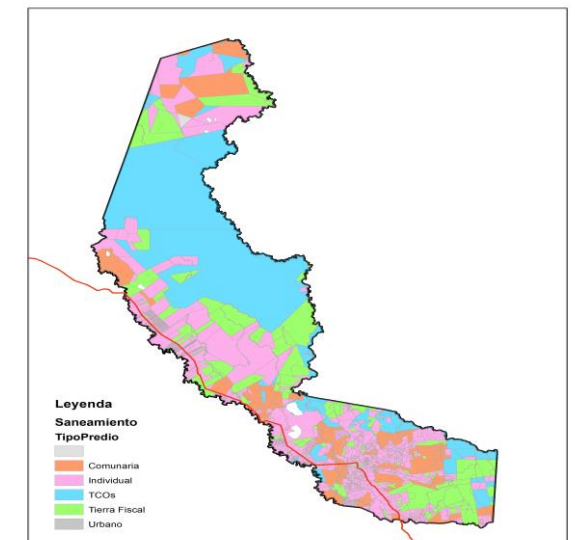 Leyenda
Saneamiento
TipoPredio
Comunaria
Individual
TCOs
Tierra Fiscal
Urbano